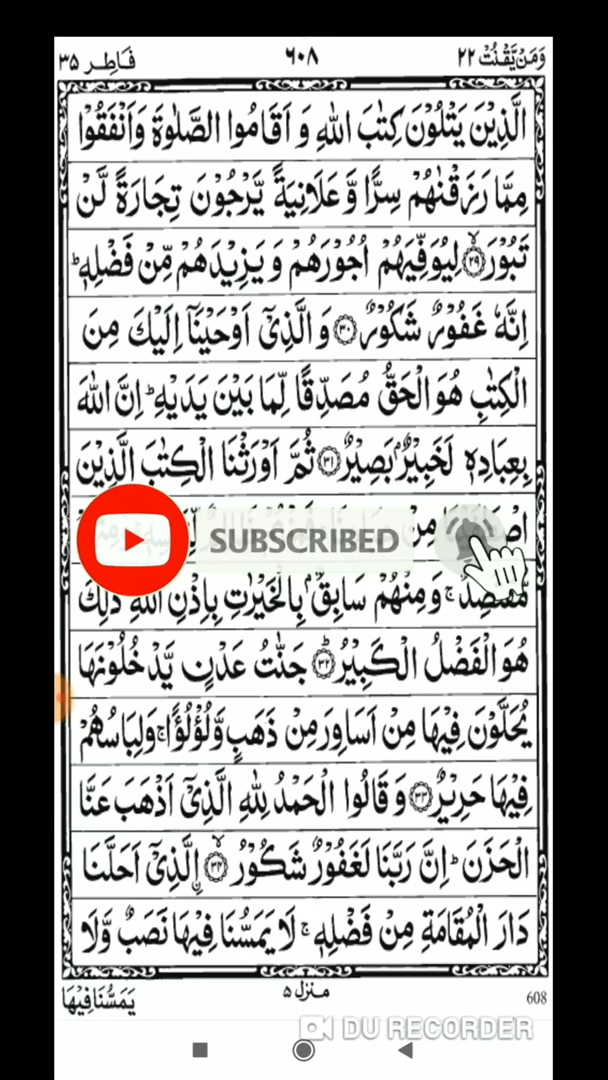 وَمَنْ يَّقْنُتْ ٢٢ ٦٠٨ فَاطِر ٣٥
الَّذِيْنَ يَتْلُوْنَ كِتٰبَ اللّٰهِ وَ اَقَامُوا الصَّلٰوةَ وَاَنْفَقُوْا
مِمَّا رَزَقْنٰهُمْ سِرًّا وَّ عَلَانِيَةً يَّرْجُوْنَ تِجَارَةً لَّنْ
تَبُوْرَ ﴿٢٩﴾ لِيُوَفِّيَهُمْ اُجُوْرَهُمْ وَ يَزِيْدَهُمْ مِّنْ فَضْلِهٖ ؕ
اِنَّهٗ غَفُوْرٌ شَكُوْرٌ ﴿٣٠﴾ وَ الَّذِيْۤ اَوْحَيْنَاۤ اِلَيْكَ مِنَ
الْكِتٰبِ هُوَ الْحَقُّ مُصَدِّقًا لِّمَا بَيْنَ يَدَيْهِ ؕ اِنَّ اللّٰهَ
بِعِبَادِهٖ لَخَبِيْرٌۢ بَصِيْرٌ ﴿٣١﴾ ثُمَّ اَوْرَثْنَا الْكِتٰبَ الَّذِيْنَ
مِنْ
SUBSCRIBED
مُّقْتَصِدٌ ۚ وَ مِنْهُمْ سَابِقٌۢ بِالْخَيْرٰتِ بِاِذْنِ اللّٰهِ ؕ ذٰلِكَ
هُوَ الْفَضْلُ الْكَبِيْرُ ؕ ﴿٣٢﴾ جَنّٰتُ عَدْنٍ يَّدْخُلُوْنَهَا
يُحَلَّوْنَ فِيْهَا مِنْ اَسَاوِرَ مِنْ ذَهَبٍ وَّ لُؤْلُؤًا ۚ وَلِبَاسُهُمْ
فِيْهَا حَرِيْرٌ ﴿٣٣﴾ وَ قَالُوا الْحَمْدُ لِلّٰهِ الَّذِيْۤ اَذْهَبَ عَنَّا
الْحَزَنَ ؕ اِنَّ رَبَّنَا لَغَفُوْرٌ شَكُوْرُ ﴿٣٤﴾ اۨلَّذِيْۤ اَحَلَّنَا
دَارَ الْمُقَامَةِ مِنْ فَضْلِهٖ ۚ لَا يَمَسُّنَا فِيْهَا نَصَبٌ وَّلَا
يَمَسُّنَا فِيْهَا منزل ٥ 608
DU RECORDER